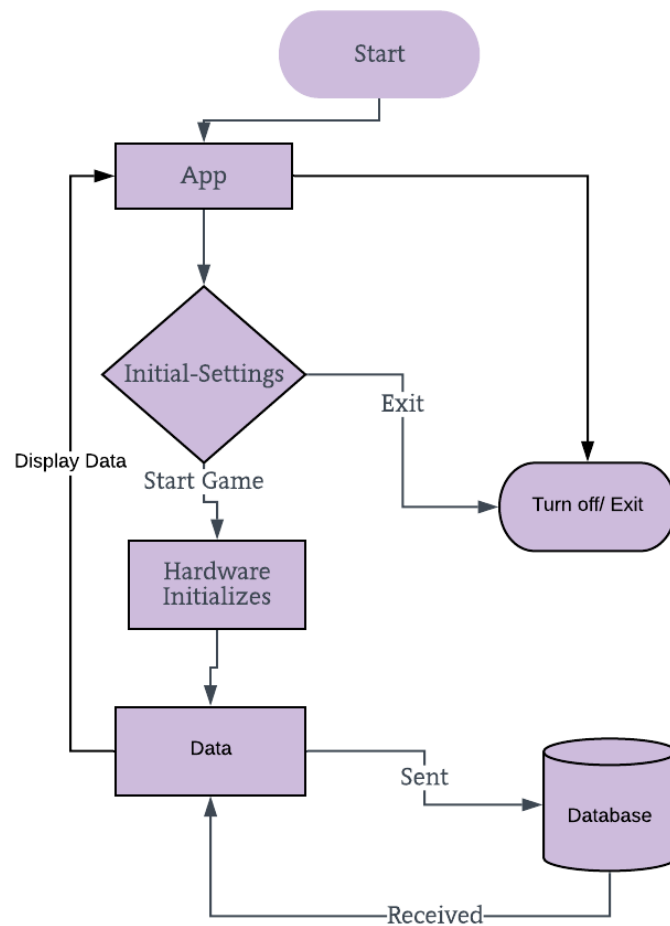 Start
App
Initial-Settings
Exit
Display Data
Start Game
Turn off/ Exit
Hardware
Initializes
Data
Sent
Database
Received